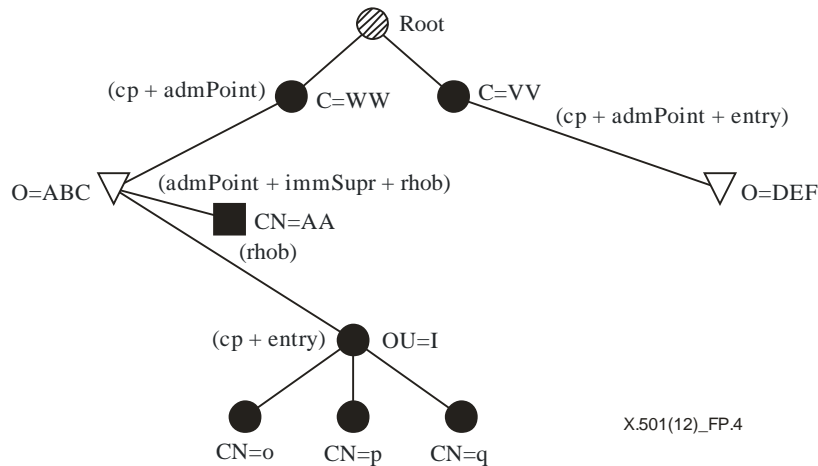 Root
(cp + admPoint)
C=WW
C=VV
(cp + admPoint + entry)
O=ABC
(admPoint + immSupr + rhob)
O=DEF
CN=AA
(rhob)
(cp + entry)
OU=I
CN=o
CN=p
CN=q
X.501(12)_FP.4